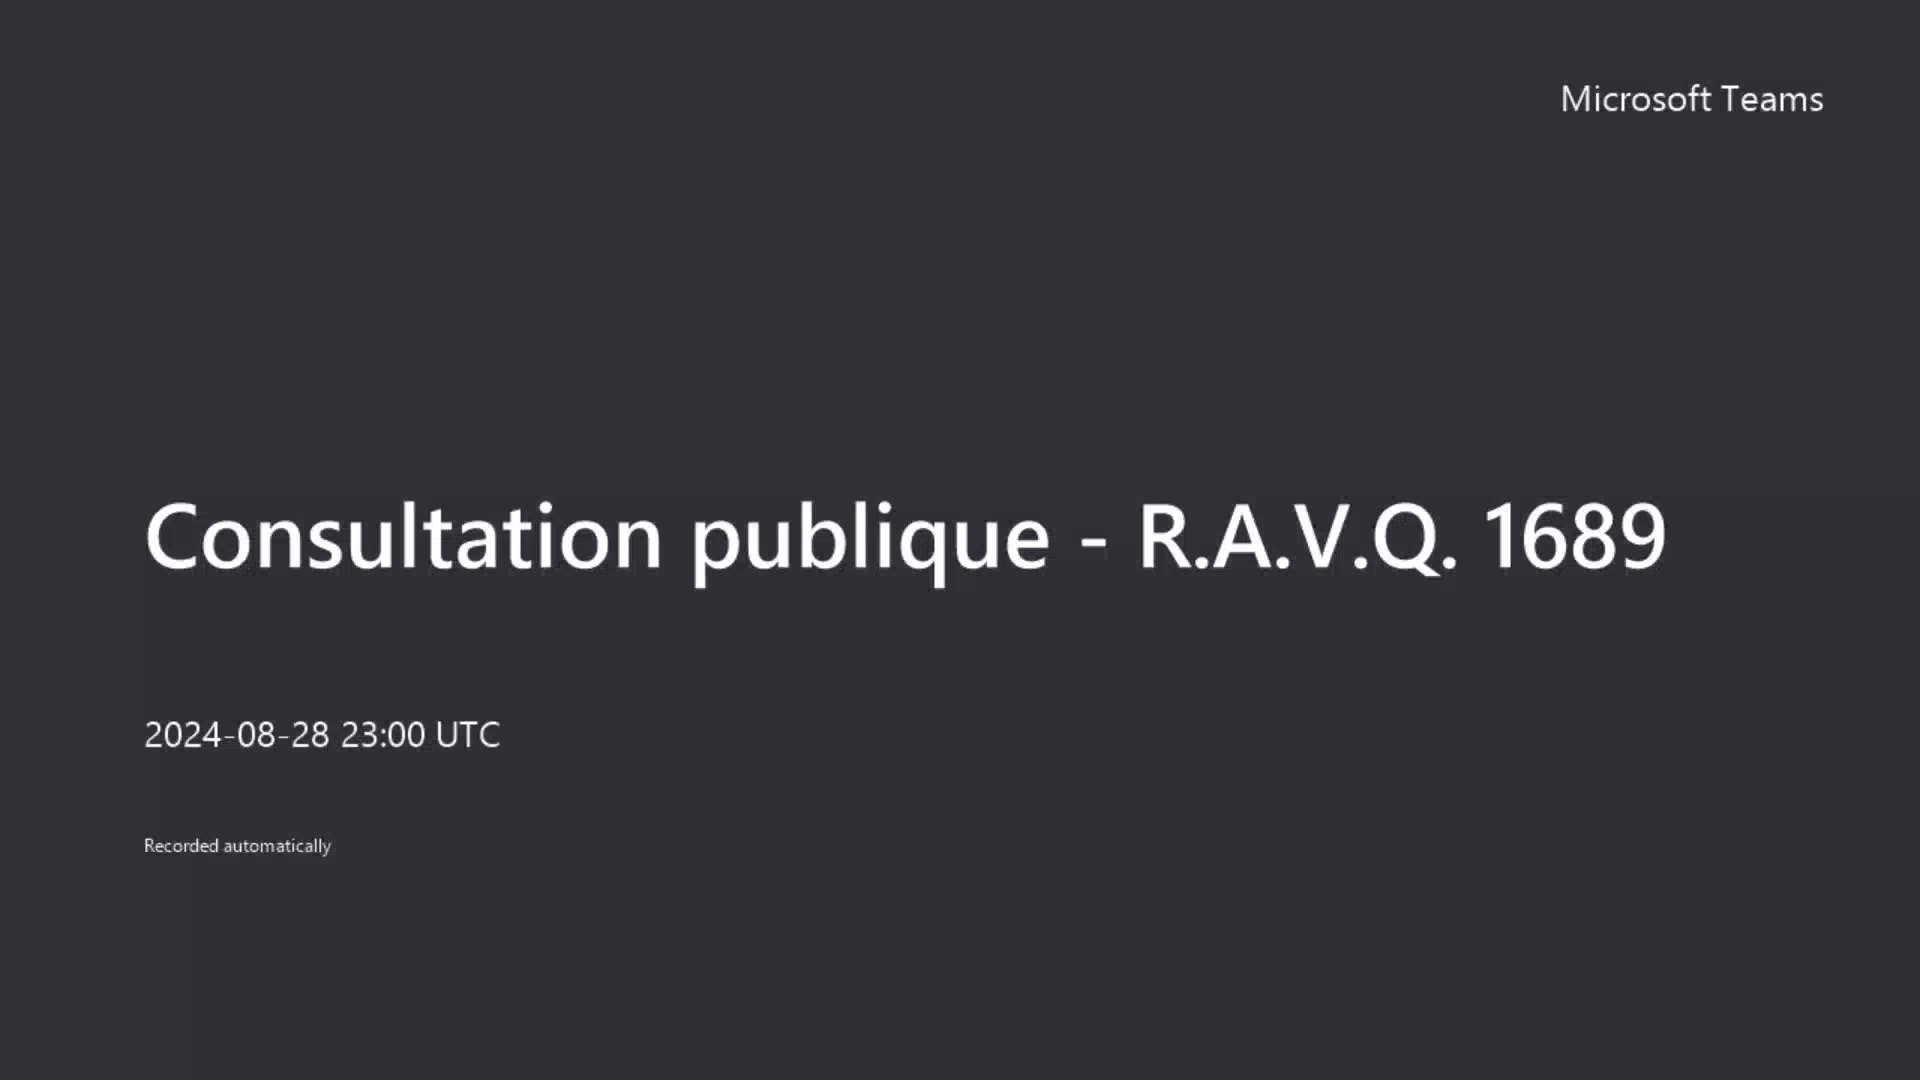 Microsoft Teams
Consultation publique - R.A.V.Q. 1689
2024-08-28 23:00 UTC
Recorded automatically